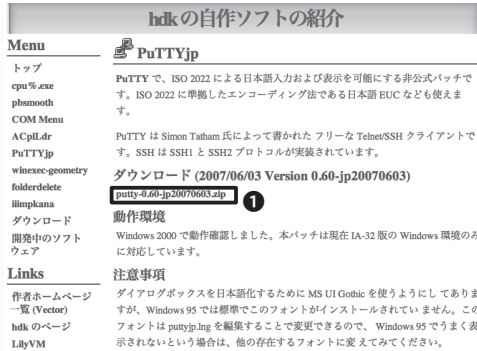 hdkの自作ソフトの紹介
Menu
トップ
cpu%.exe
pbsmooth
COM Menu
ACplLdr
PuTTYjp
winexec-geometry
folderdelete
iiimpkana
ダウンロード
開発中のソフト
ウェア
Links
作者ホームページ
一覧 (Vector)
hdk のページ
LilyVM
PuTTYjp
PuTTY で、ISO 2022 による日本語入力および表示を可能にする非公式パッチで
す。ISO 2022 に準拠したエンコーディング法である日本語 EUC なども使えま
す。
PuTTY は Simon Tatham 氏によって書かれた フリーな Telnet/SSH クライアントで
す。SSH は SSH1 と SSH2 プロトコルが実装されています。
ダウンロード (2007/06/03 Version 0.60-jp20070603)
putty-0.60-jp20070603.zip
1
動作環境
Windows 2000 で動作確認しました。本パッチは現在 IA-32 版の Windows 環境のみ
に対応しています。
注意事項
ダイアログボックスを日本語化するために MS UI Gothic を使うようにし てありま
すが、Windows 95 では標準でこのフォントがインストールされてい ません。この
フォントは puttyjp.lng を編集することで変更できるので、 Windows 95 でうまく表
示されないという場合は、他の存在するフォントに変 えてみてください。